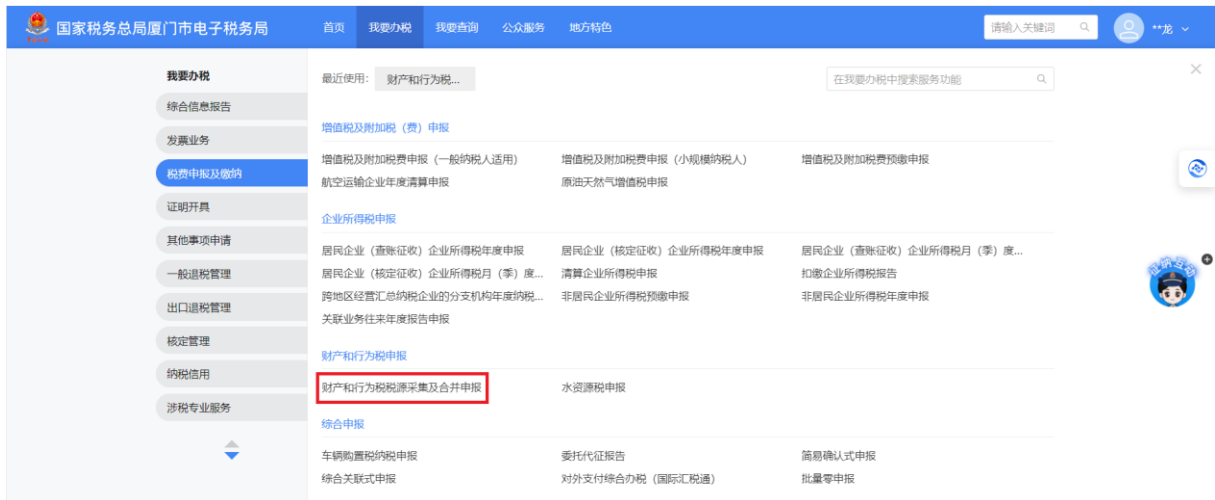 国家税务总局厦门市电子税务局 首页 我要办税 我要查询 公众服务 地方特色 请输入关键词 **龙
我要办税
综合信息报告
发票业务
税费申报及缴纳
证明开具
其他事项申请
一般退税管理
出口退税管理
核定管理
纳税信用
涉税专业服务
最近使用： 财产和行为税... 在我要办税中搜索服务功能
增值税及附加税（费）申报
增值税及附加税费申报（一般纳税人适用） 增值税及附加税费申报（小规模纳税人） 增值税及附加税费预缴申报
航空运输企业年度清算申报 原油天然气增值税申报
企业所得税申报
居民企业（查账征收）企业所得税年度申报 居民企业（核定征收）企业所得税年度申报 居民企业（查账征收）企业所得税月（季）度...
居民企业（核定征收）企业所得税月（季）度... 清算企业所得税申报 扣缴企业所得税报告
跨地区经营汇总纳税企业的分支机构年度纳税... 非居民企业所得税预缴申报 非居民企业所得税年度申报
关联业务往来年度报告申报
财产和行为税申报
财产和行为税税源采集及合并申报 水资源税申报
综合申报
车辆购置税纳税申报 委托代征报告 简易确认式申报
综合关联式申报 对外支付综合办税（国际汇税通） 批量零申报
征纳互动